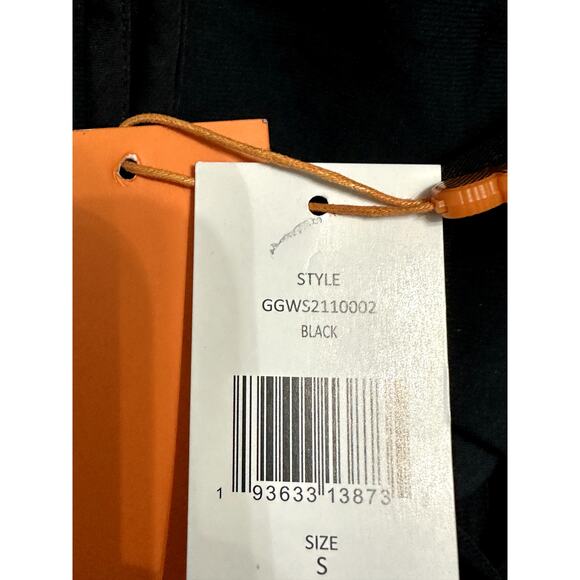 STYLE
GGWS2110002
BLACK
1 93633 13873
SIZE
S